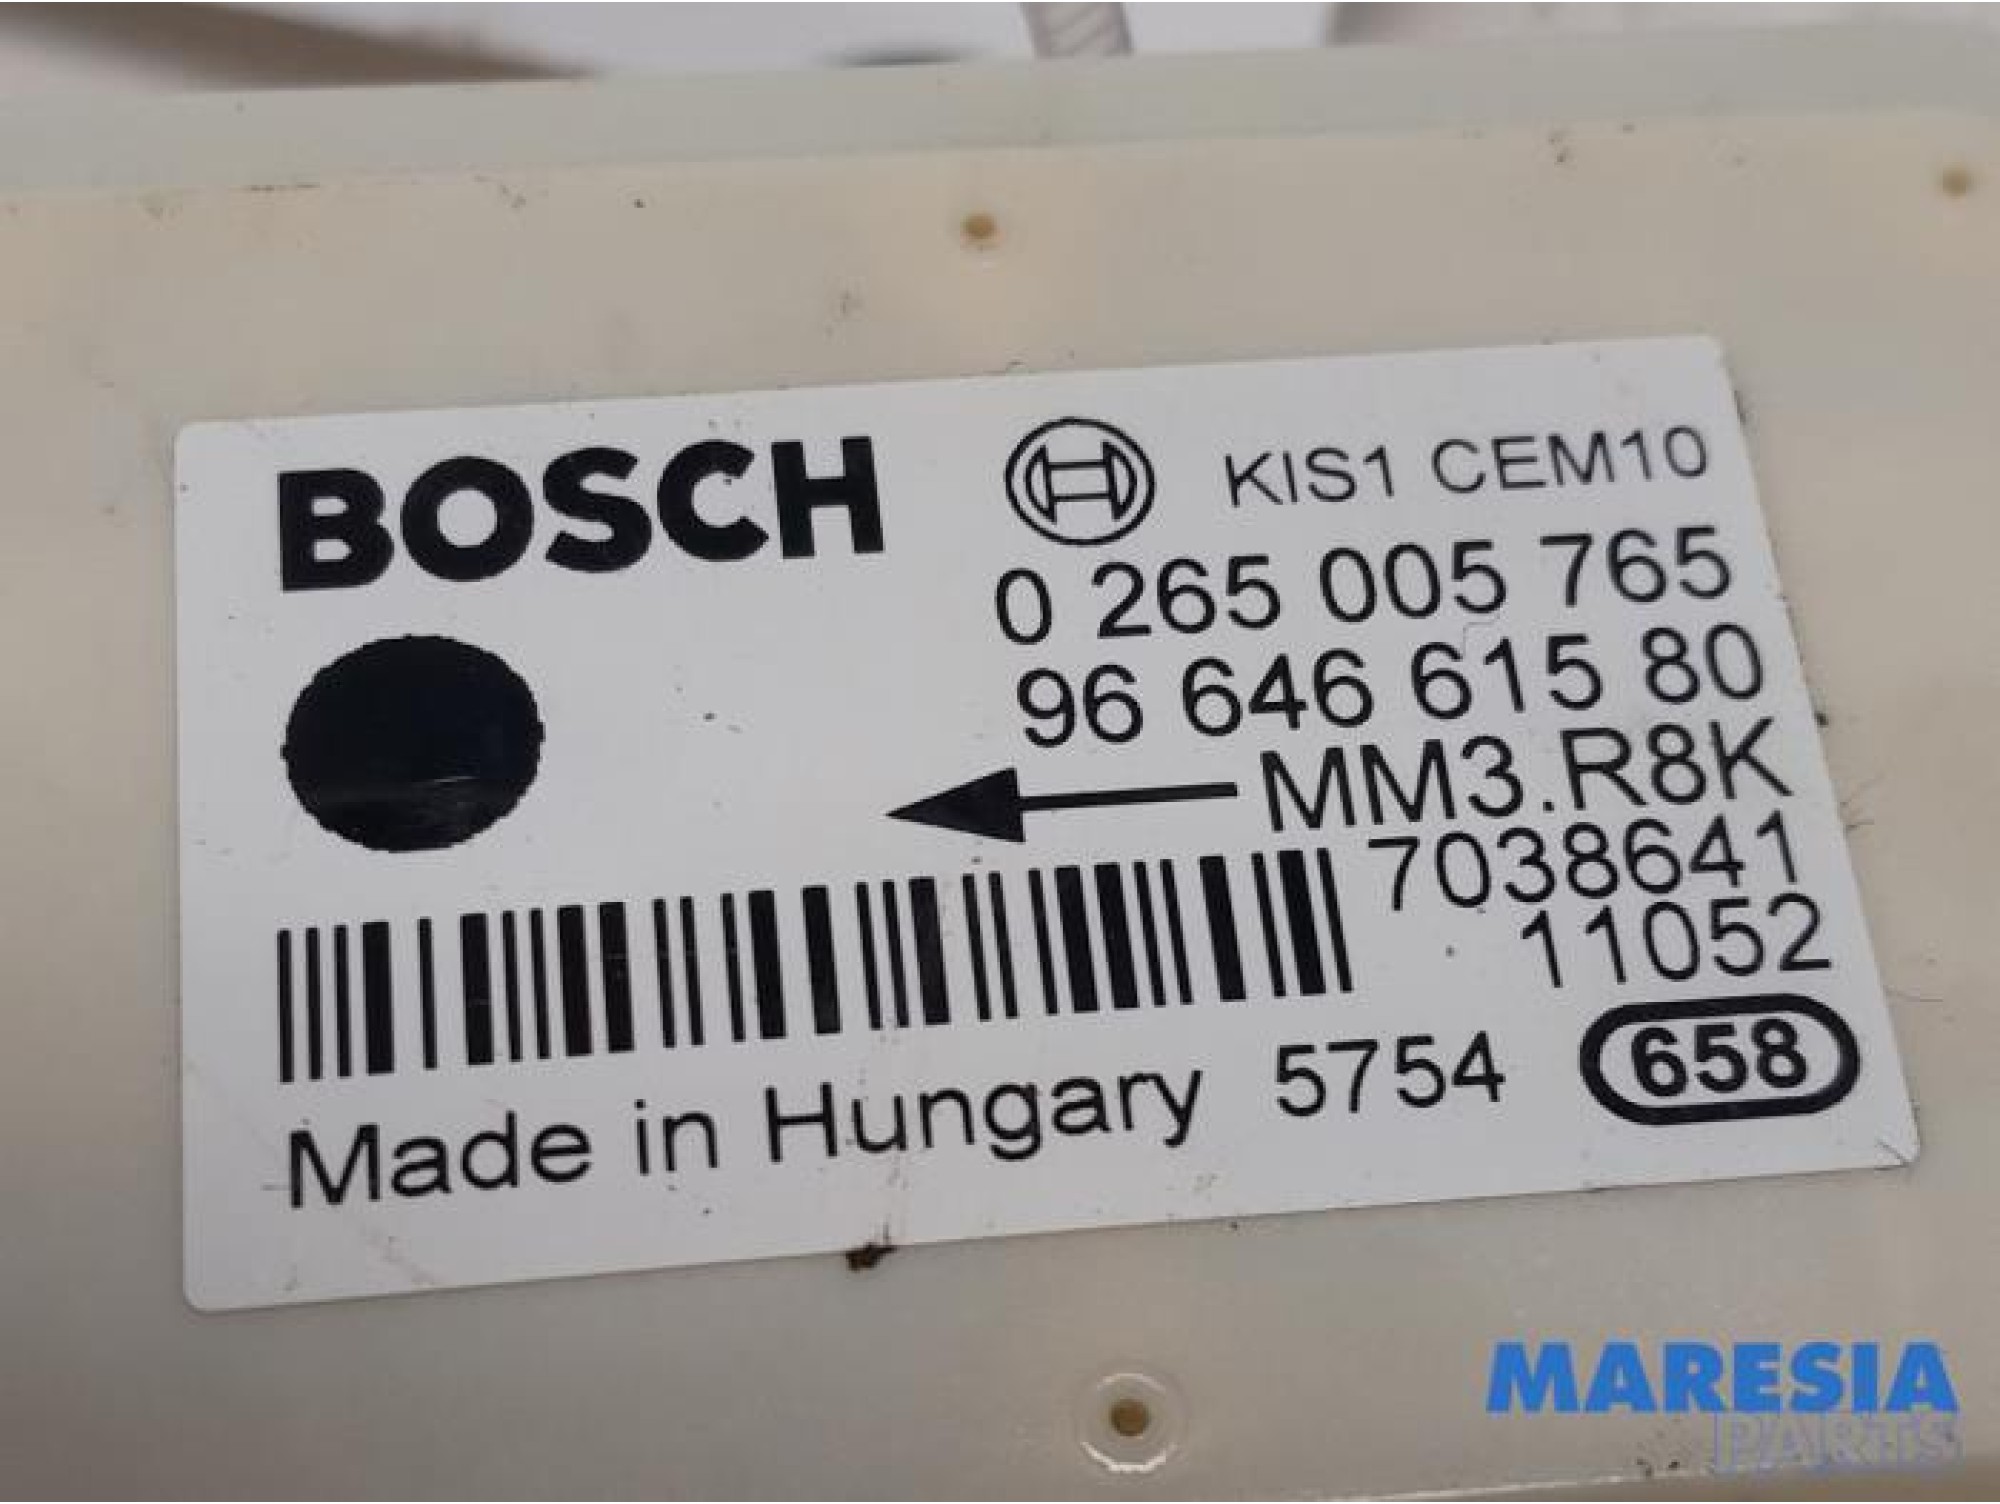 BOSCH
KIS1 CEM10
0 265 005 765
96 646 615 80
MM3.R8K
7038641
11052
Made in Hungary 5754 658
MARESIA
PARTS